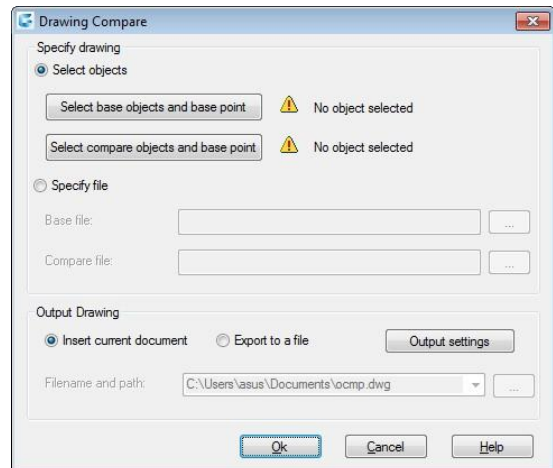 Drawing Compare
Specify drawing
Select objects
Select base objects and base point
No object selected
Select compare objects and base point
No object selected
Specify file
Base file:
...
Compare file:
...
Output Drawing
Insert current document
Export to a file
Output settings
Filename and path:
C:\Users\asus\Documents\ocmp.dwg
...
Ok
Cancel
Help